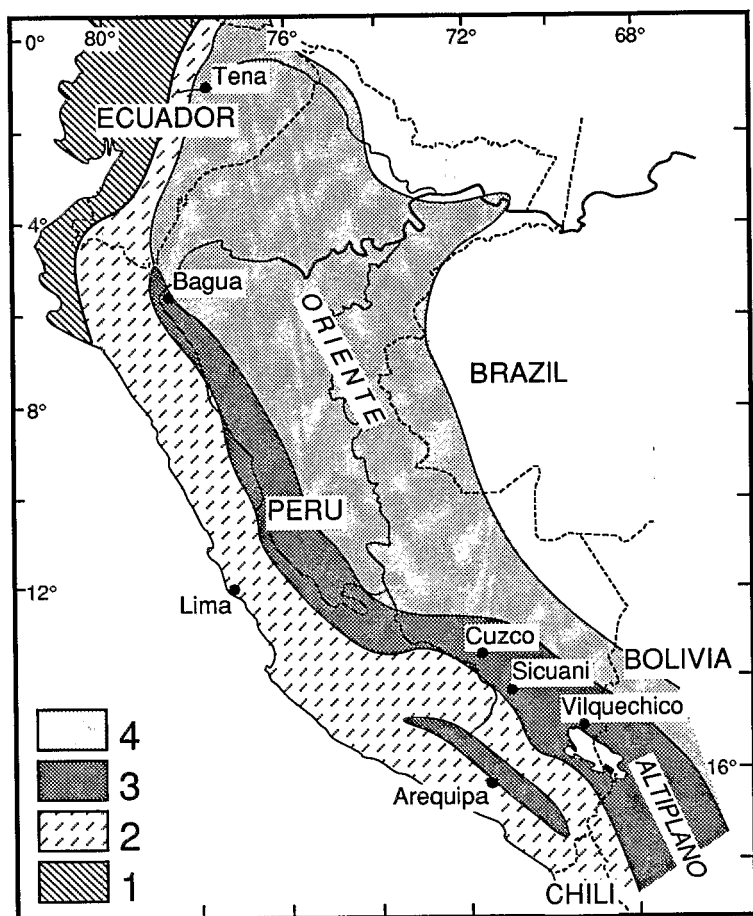 80° 76° 72° 68°
0°
Tena
ECUADOR
4°
Bagua
ORIENTE
BRAZIL
8°
PERU
12°
Lima
Cuzco
BOLIVIA
Sicuani
Vilquechico
16°
ALTIPLANO
Arequipa
CHILI
4
3
2
1